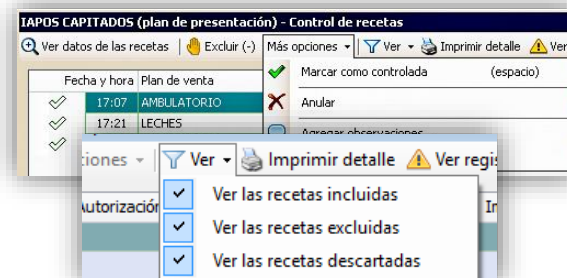 IAPOS CAPITADOS (plan de presentación) - Control de recetas
Ver datos de las recetas Excluir (-) Más opciones Ver Imprimir detalle Ver
Fecha y hora Plan de venta Marcar como controlada (espacio)
17:07 AMBULATORIO Anular
17:21 LECHES Agregar observaciones
iones Ver Imprimir detalle Ver regis
Autorización Ver las recetas incluidas
Ver las recetas excluidas
Ver las recetas descartadas